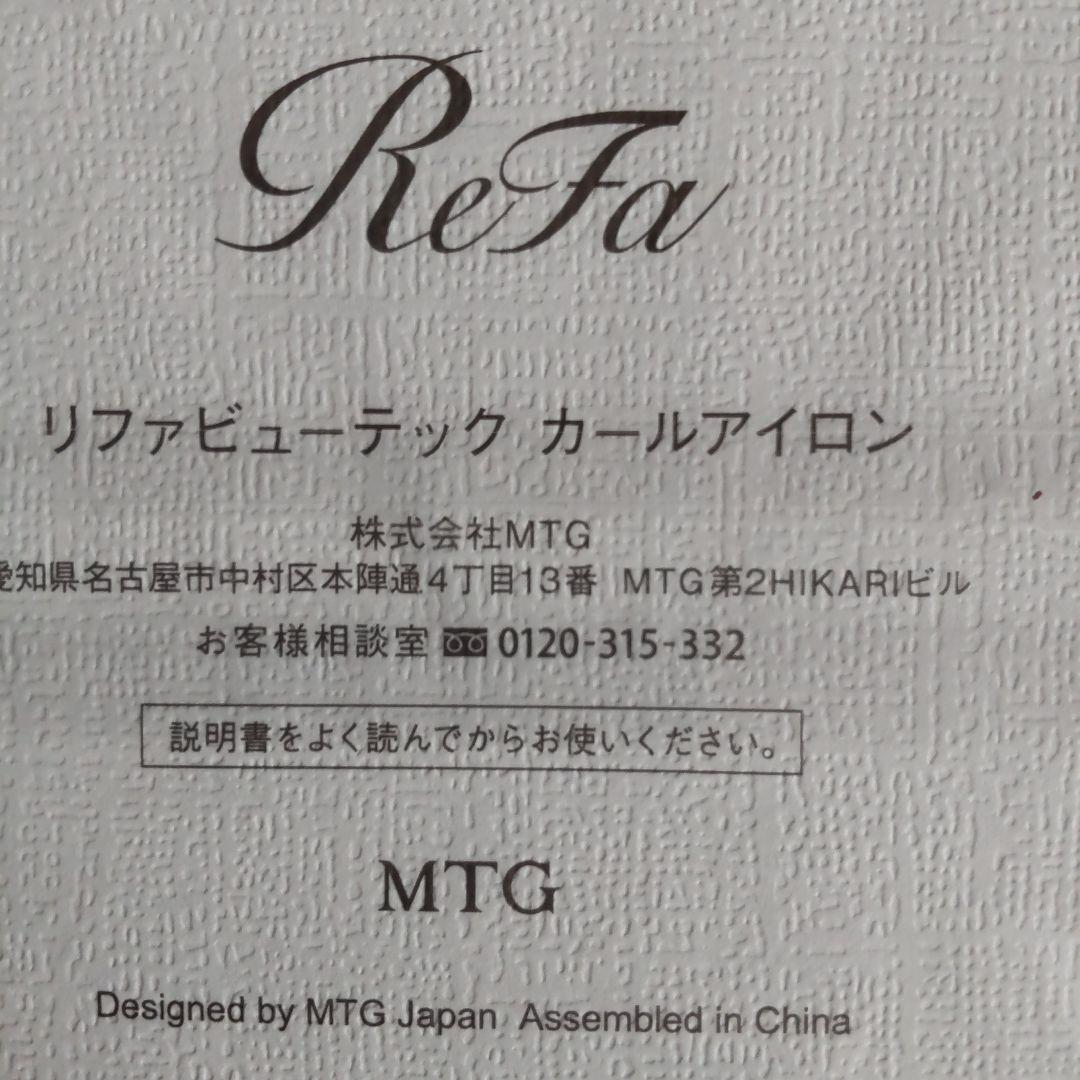 ReFa
リファビューテック カールアイロン
株式会社MTG
愛知県名古屋市中村区本陣通4丁目13番 MTG第2HIKARIビル
お客様相談室 0120-315-332
説明書をよく読んでからお使いください。
MTG
Designed by MTG Japan Assembled in China